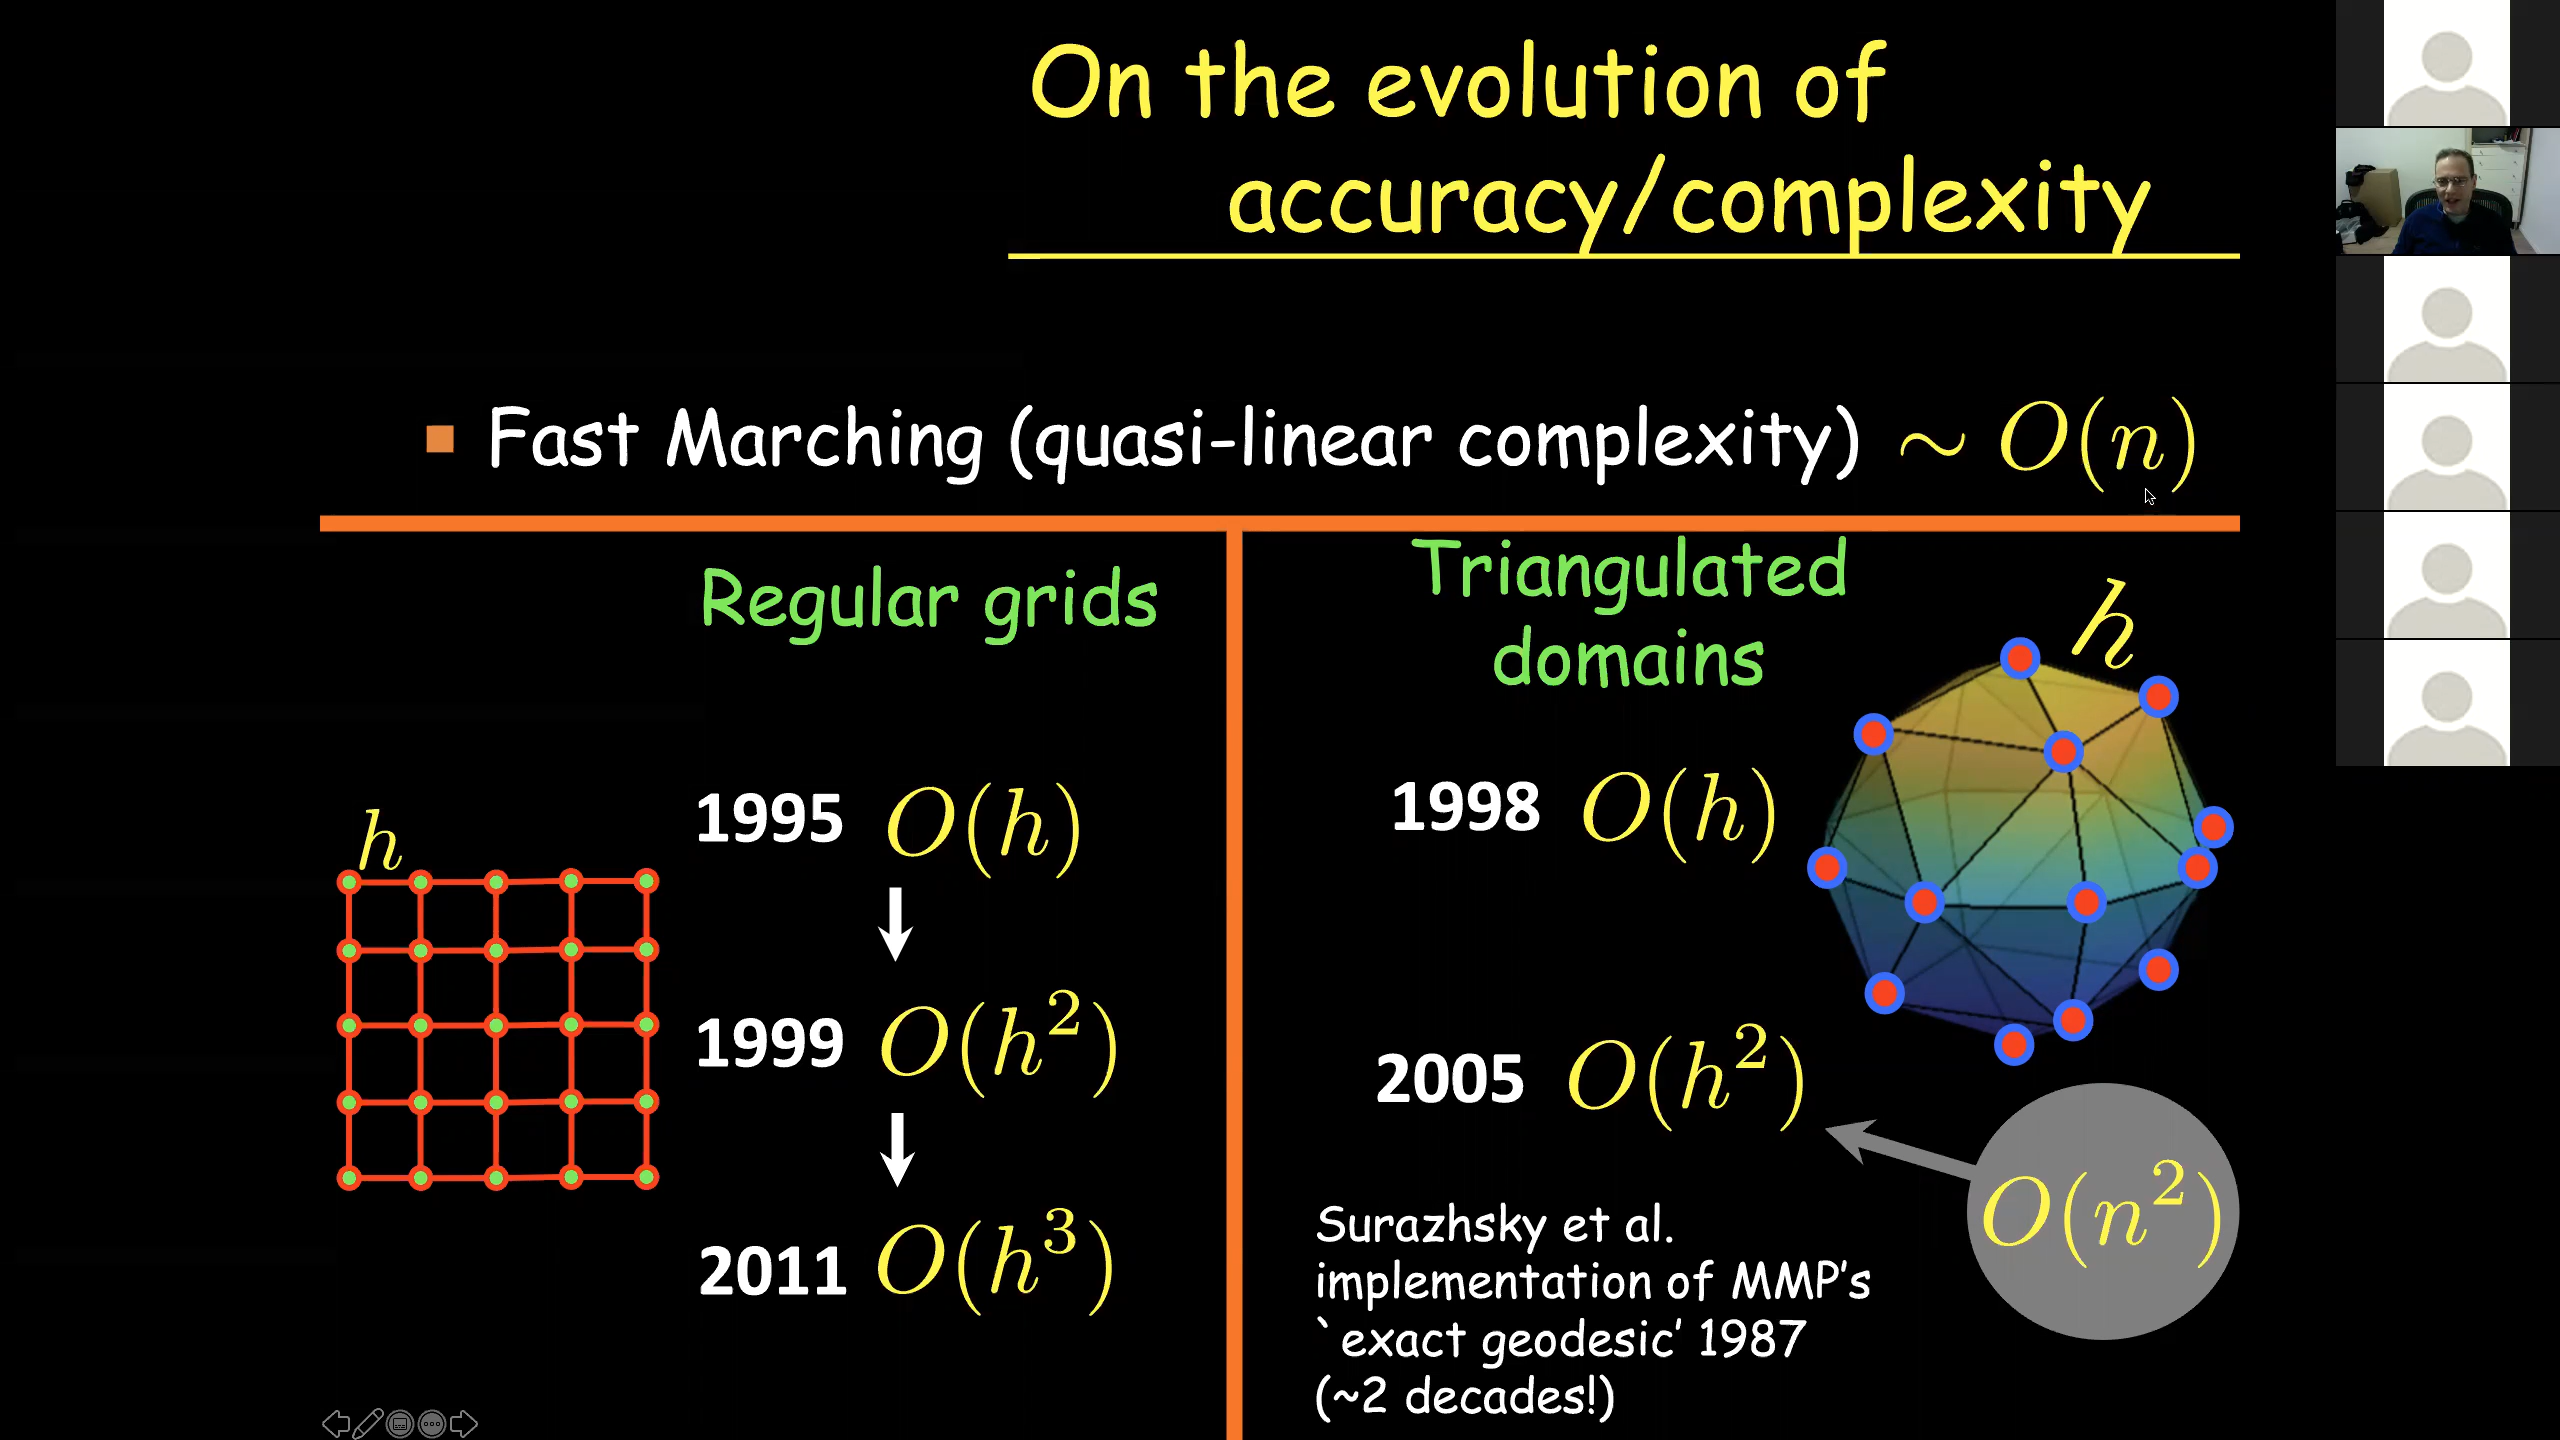 On the evolution of
accuracy/complexity
▪ Fast Marching (quasi-linear complexity) ~ O(n)
Regular grids
h
1995 O(h)
1999 O(h²)
2011 O(h³)
Triangulated
domains
h
1998 O(h)
2005 O(h²)
O(n²)
Surazhsky et al.
implementation of MMP's
`exact geodesic' 1987
(~2 decades!)